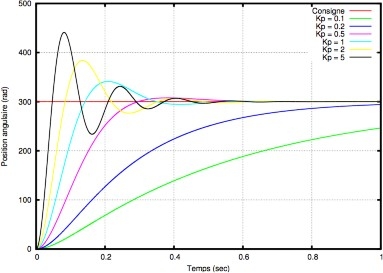 500
400
300
200
100
0
Position angulaire (rad)
Consigne
Kp = 0.1
Kp = 0.2
Kp = 0.5
Kp = 1
Kp = 2
Kp = 5
0 0.2 0.4 0.6 0.8 1
Temps (sec)